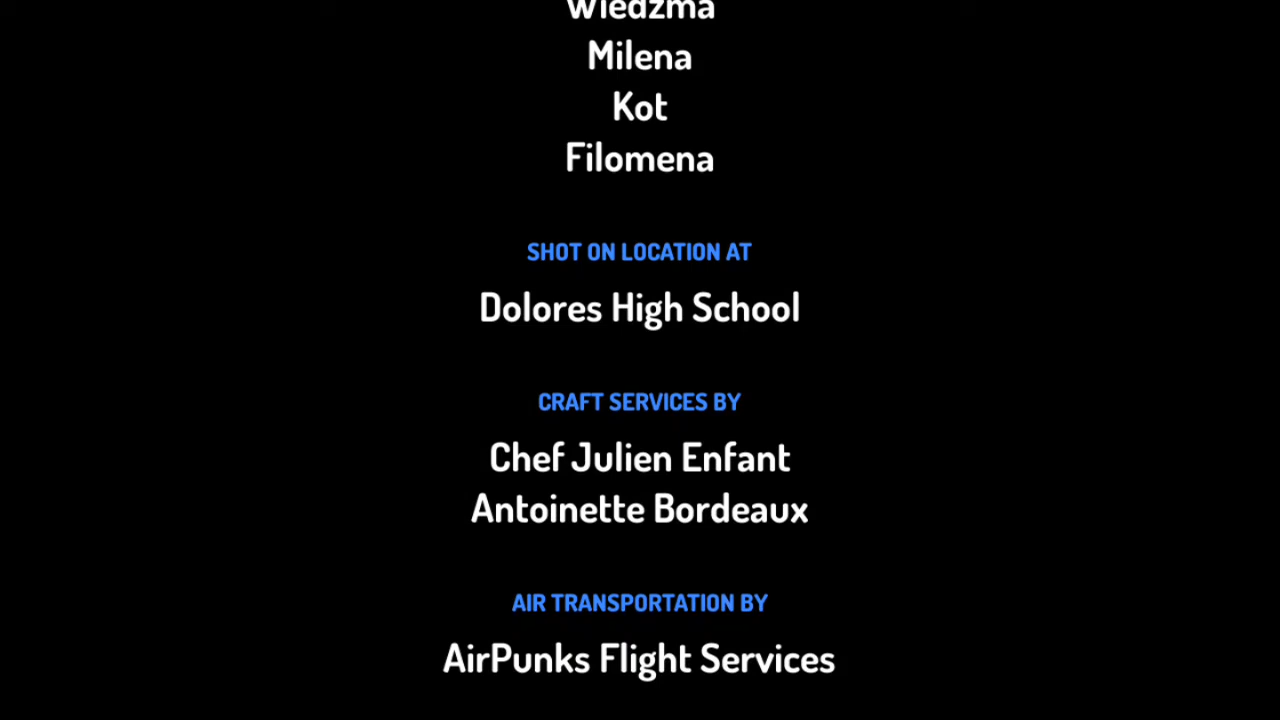 Wiedzma
Milena
Kot
Filomena
SHOT ON LOCATION AT
Dolores High School
CRAFT SERVICES BY
Chef Julien Enfant
Antoinette Bordeaux
AIR TRANSPORTATION BY
AirPunks Flight Services